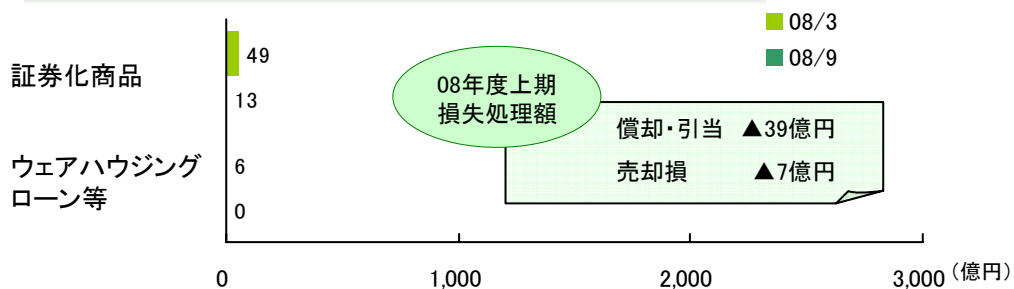 08/3
08/9
証券化商品
49
13
ウェアハウジング
ローン等
6
0
08年度上期
損失処理額
償却・引当 ▲39億円
売却損 ▲7億円
0 1,000 2,000 3,000 (億円)